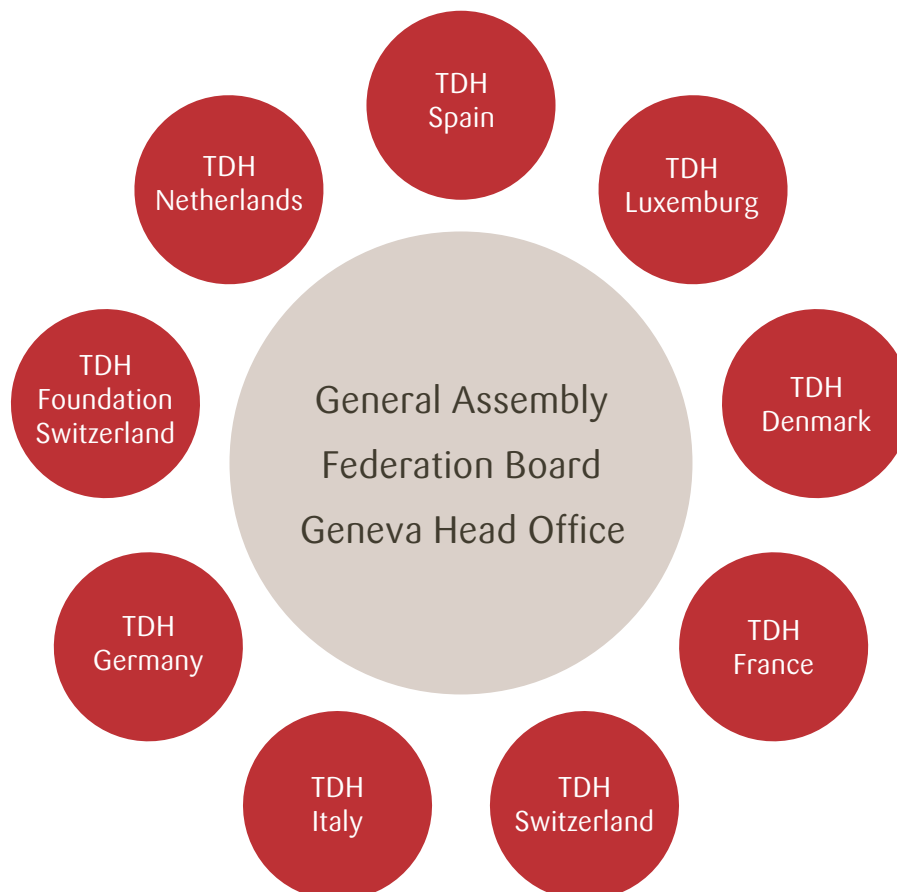 TDH
Spain
TDH
Netherlands
TDH
Luxemburg
TDH
Foundation
Switzerland
TDH
Denmark
General Assembly
Federation Board
Geneva Head Office
TDH
Germany
TDH
France
TDH
Italy
TDH
Switzerland